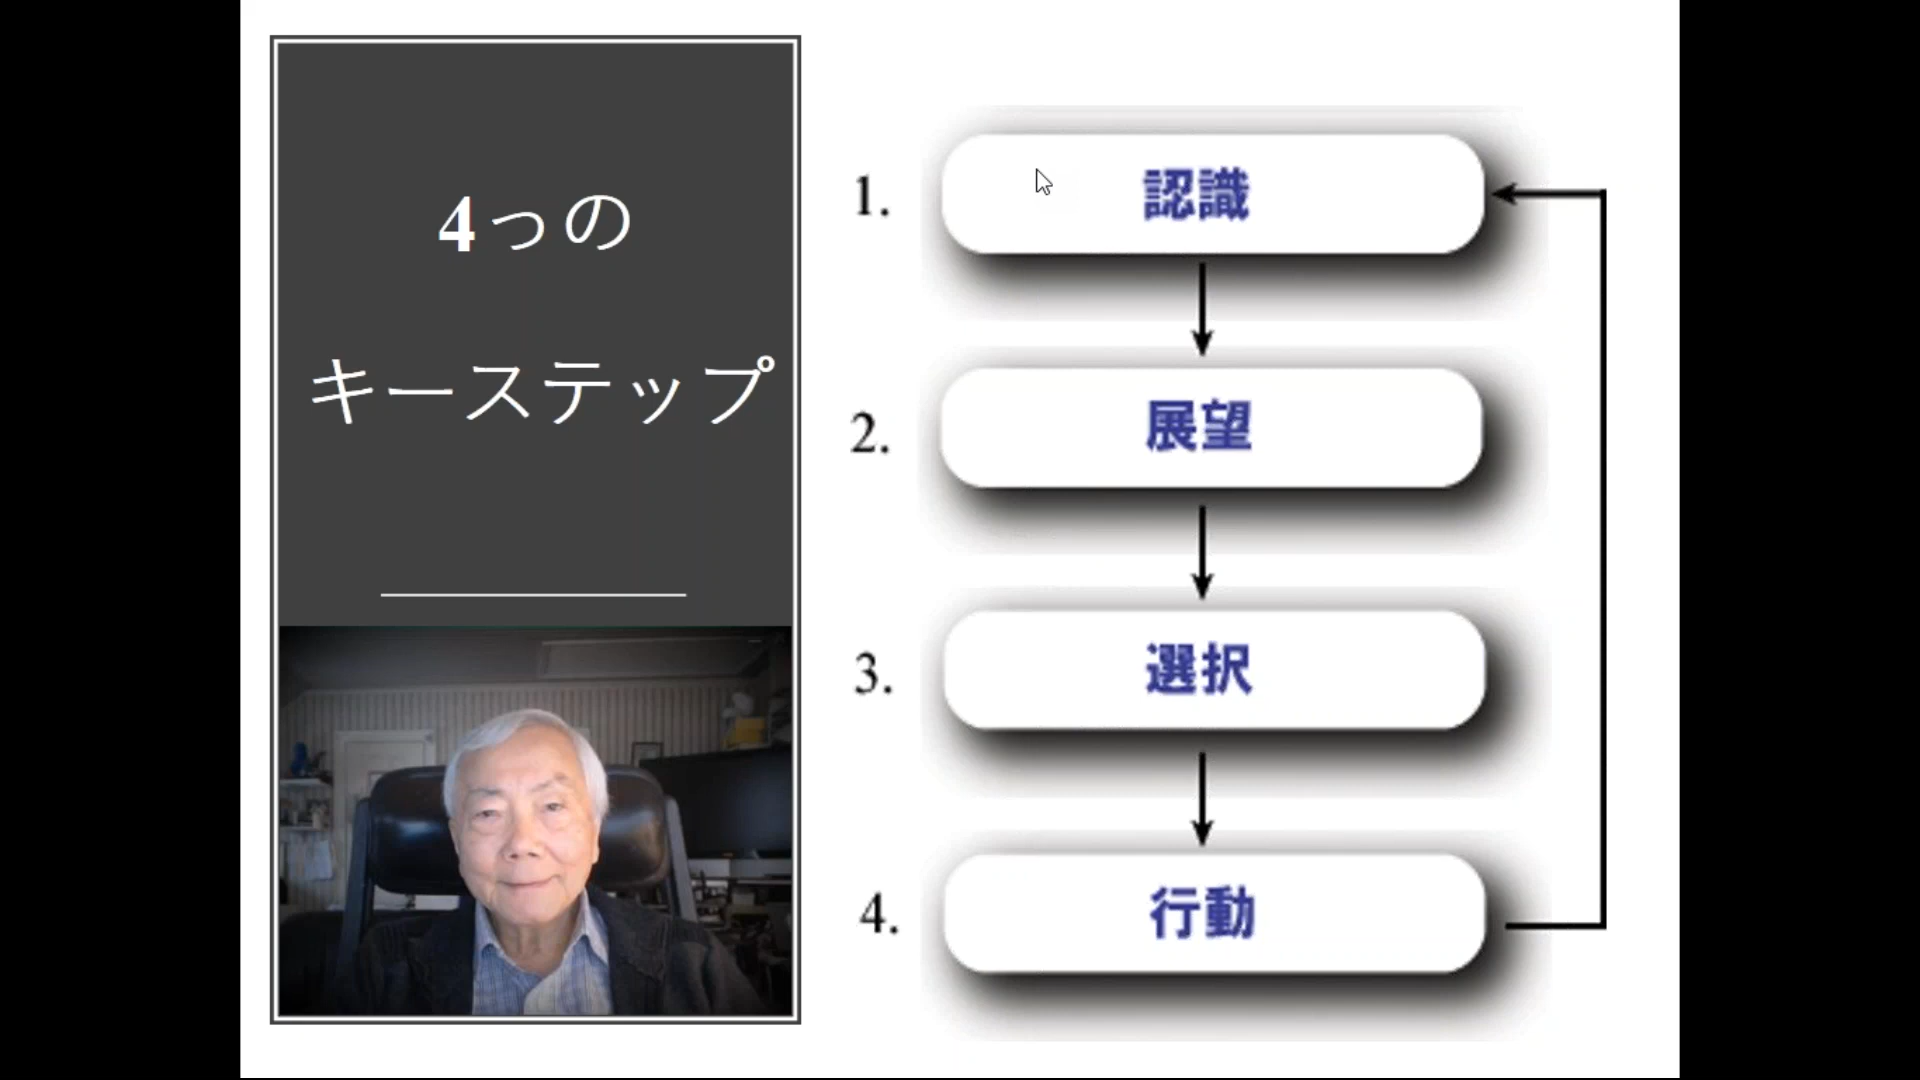 4つの
キーステップ
1. 認識
2. 展望
3. 選択
4. 行動